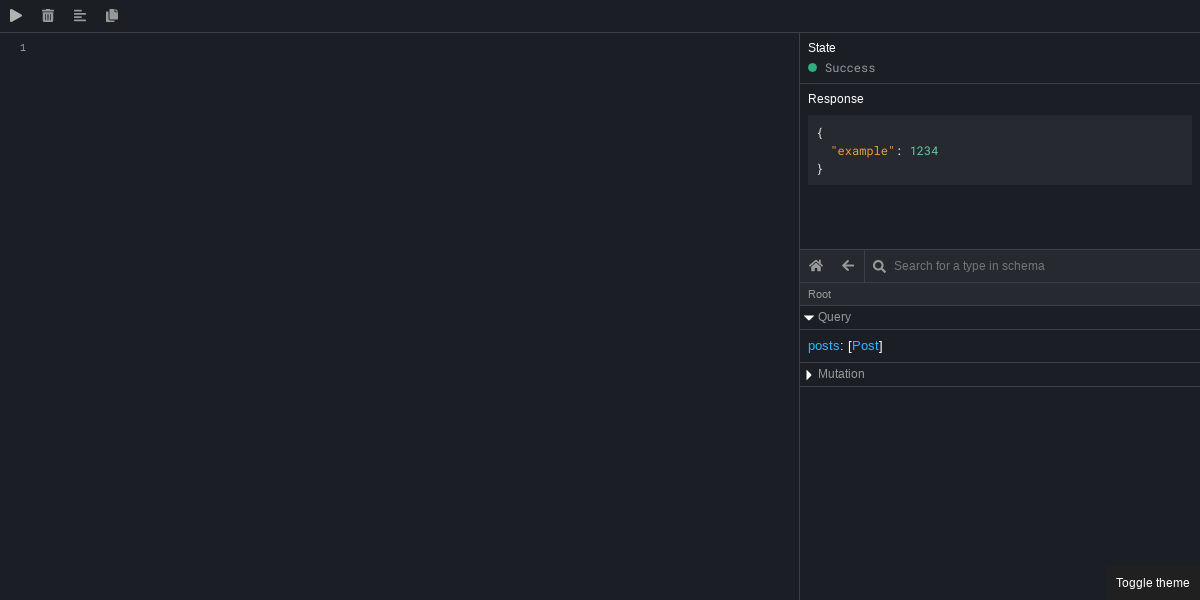 1
State
Success
Response
{
"example": 1234
}
Search for a type in schema
Root
Query
posts: [Post]
Mutation
Toggle theme